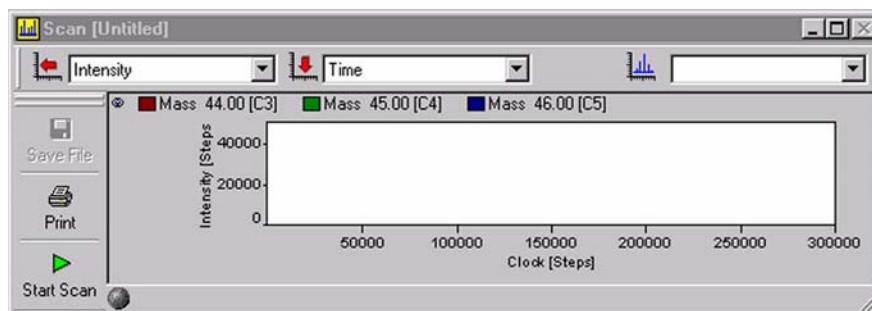 Scan [Untitled]
Intensity
Time
Mass 44.00 [C3] Mass 45.00 [C4] Mass 46.00 [C5]
Save File
Print
Start Scan
Intensity [Steps
40000
20000
0
50000 100000 150000 200000 250000 300000
Clock [Steps]